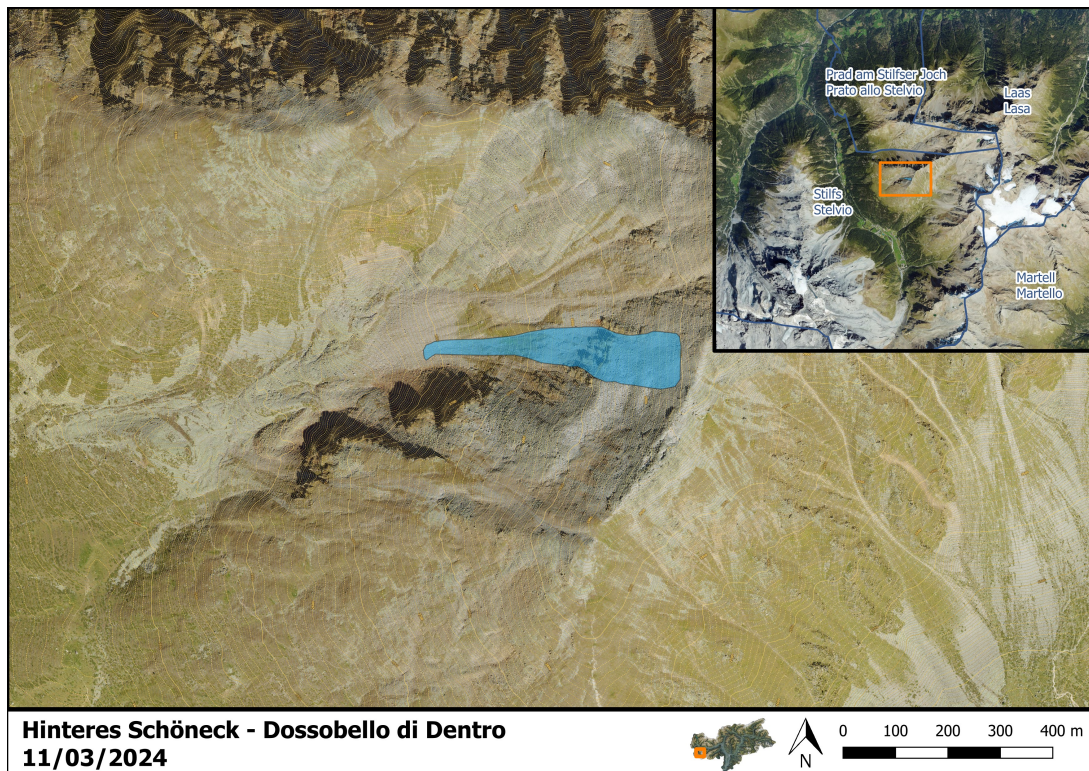 Prad am Stilfser Joch
Prato allo Stelvio
Laas
Lasa
Stilfs
Stelvio
Martell
Martello
Hinteres Schöneck - Dossobello di Dentro
11/03/2024
N
0 100 200 300 400 m